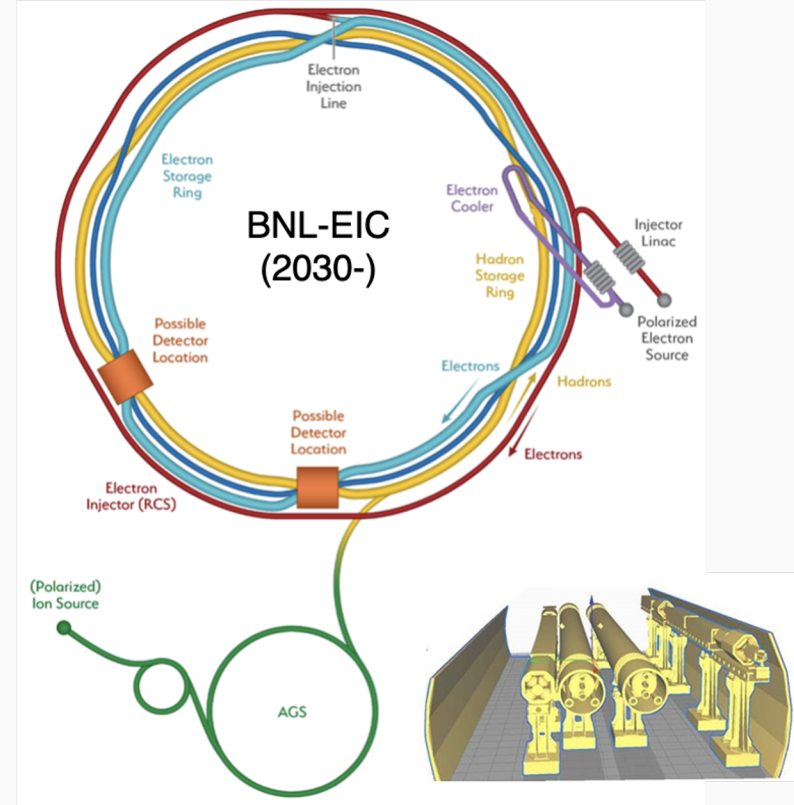 Electron
Injection
Line
Electron
Storage
Ring
BNL-EIC
(2030-)
Electron
Cooler
Injector
Linac
Hadron
Storage
Ring
Polarized
Electron
Source
Possible
Detector
Location
Electrons
Hadrons
Possible
Detector
Location
Electrons
Electron
Injector (RCS)
(Polarized)
Ion Source
AGS